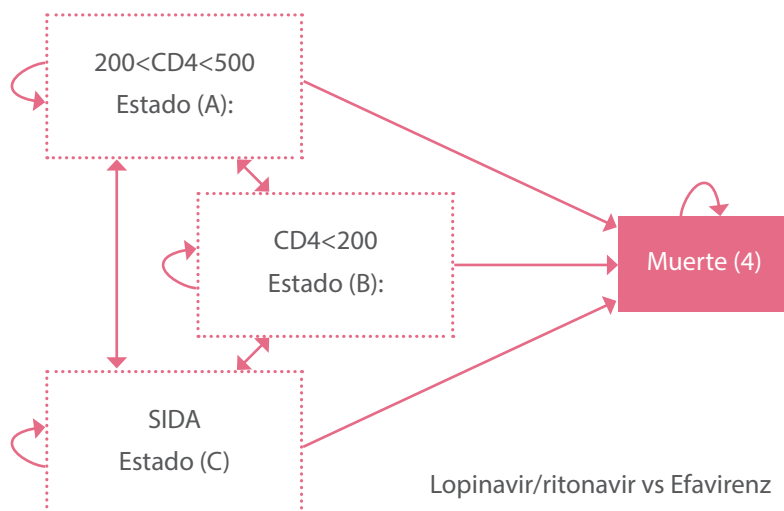 200<CD4<500
Estado (A):
CD4<200
Estado (B):
Muerte (4)
SIDA
Estado (C)
Lopinavir/ritonavir vs Efavirenz